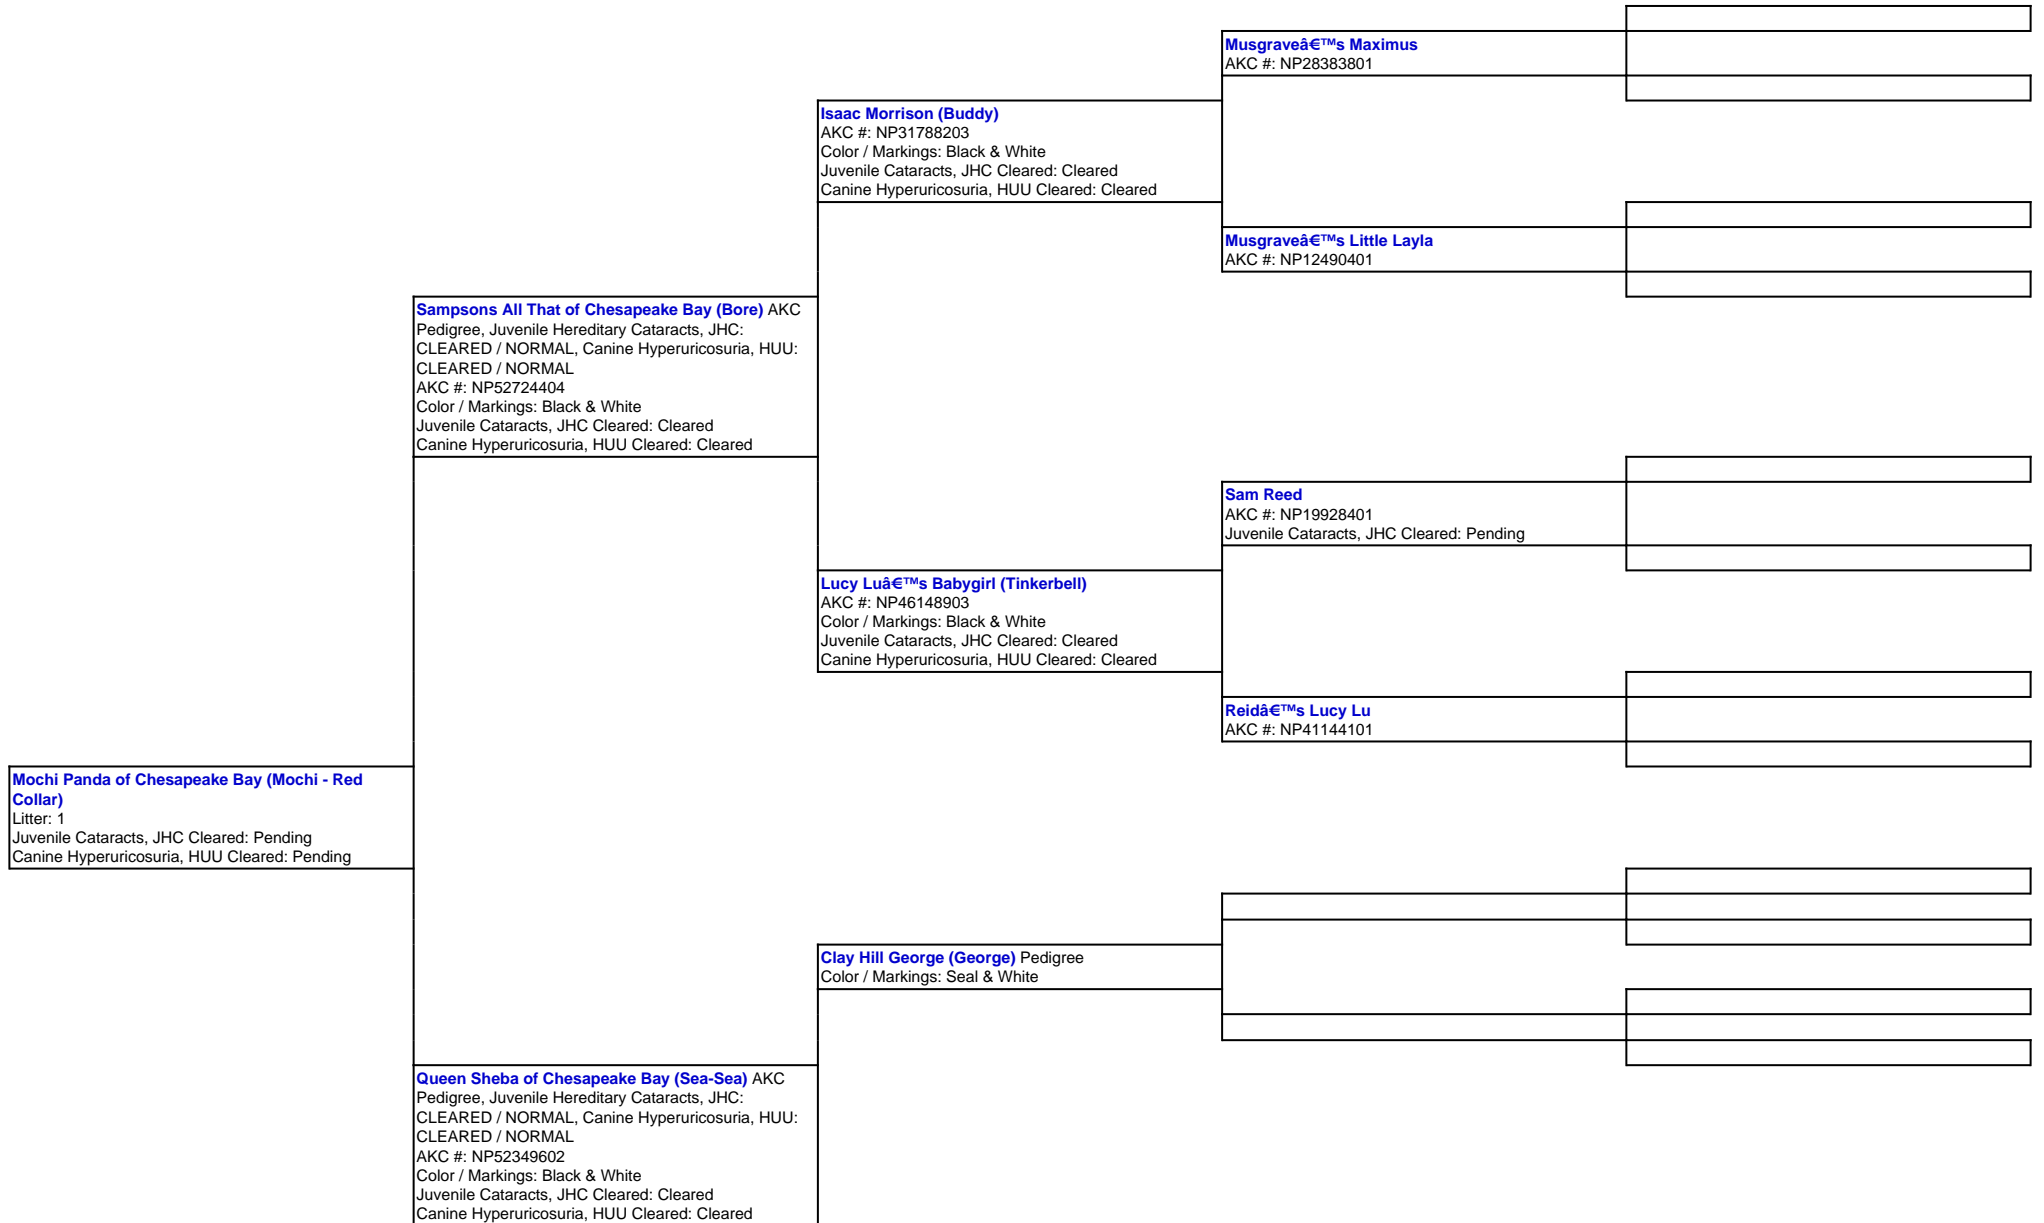 Musgraveâ€™s Maximus
AKC #: NP28383801
Isaac Morrison (Buddy)
AKC #: NP31788203
Color / Markings: Black & White
Juvenile Cataracts, JHC Cleared: Cleared
Canine Hyperuricosuria, HUU Cleared: Cleared
Musgraveâ€™s Little Layla
AKC #: NP12490401
Sampsons All That of Chesapeake Bay (Bore) AKC
Pedigree, Juvenile Hereditary Cataracts, JHC:
CLEARED / NORMAL, Canine Hyperuricosuria, HUU:
CLEARED / NORMAL
AKC #: NP52724404
Color / Markings: Black & White
Juvenile Cataracts, JHC Cleared: Cleared
Canine Hyperuricosuria, HUU Cleared: Cleared
Sam Reed
AKC #: NP19928401
Juvenile Cataracts, JHC Cleared: Pending
Lucy Luâ€™s Babygirl (Tinkerbell)
AKC #: NP46148903
Color / Markings: Black & White
Juvenile Cataracts, JHC Cleared: Cleared
Canine Hyperuricosuria, HUU Cleared: Cleared
Reidâ€™s Lucy Lu
AKC #: NP41144101
Mochi Panda of Chesapeake Bay (Mochi - Red
Collar)
Litter: 1
Juvenile Cataracts, JHC Cleared: Pending
Canine Hyperuricosuria, HUU Cleared: Pending
Clay Hill George (George) Pedigree
Color / Markings: Seal & White
Queen Sheba of Chesapeake Bay (Sea-Sea) AKC
Pedigree, Juvenile Hereditary Cataracts, JHC:
CLEARED / NORMAL, Canine Hyperuricosuria, HUU:
CLEARED / NORMAL
AKC #: NP52349602
Color / Markings: Black & White
Juvenile Cataracts, JHC Cleared: Cleared
Canine Hyperuricosuria, HUU Cleared: Cleared